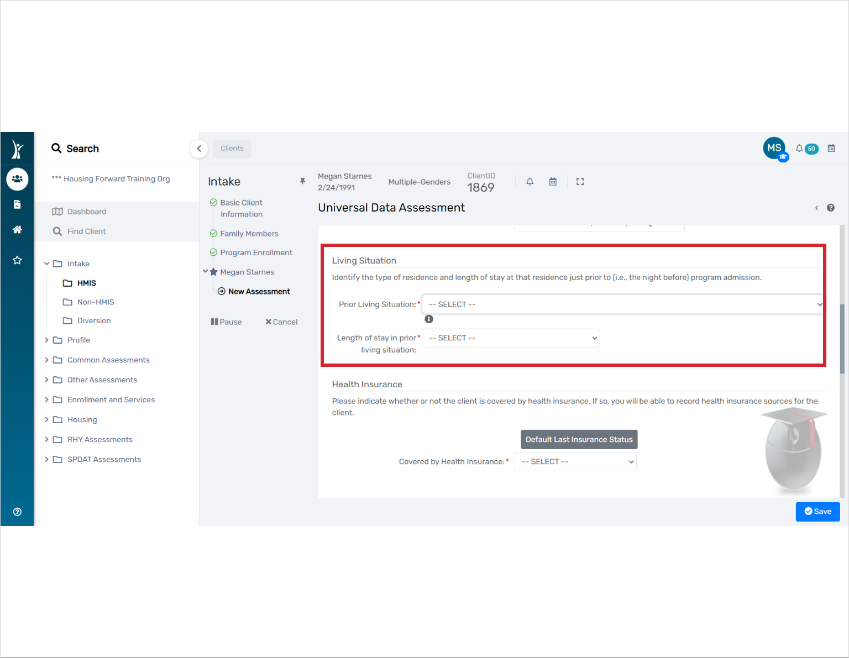 Search
*** Housing Forward Training Org
Dashboard
Find Client
Intake
HMIS
Non-HMIS
Diversion
Profile
Common Assessments
Other Assessments
Enrollment and Services
Housing
RHY Assessments
SPDAT Assessments
Clients
MS
60
Intake
Basic Client
Information
Family Members
Program Enrollment
Megan Starnes
New Assessment
Pause
Cancel
Megan Starnes
2/24/1991
Multiple-Genders
ClientID
1869
Universal Data Assessment
Living Situation
Identify the type of residence and length of stay at that residence just prior to (i.e., the night before) program admission.
Prior Living Situation:* -- SELECT --
Length of stay in prior * -- SELECT --
living situation:
Health Insurance
Please indicate whether or not the client is covered by health insurance. If so, you will be able to record health insurance sources for the
client.
Default Last Insurance Status
Covered by Health Insurance: * -- SELECT --
Save